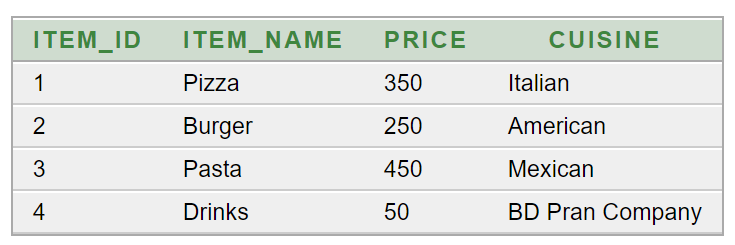 ITEM_ID ITEM_NAME PRICE CUISINE
1 Pizza 350 Italian
2 Burger 250 American
3 Pasta 450 Mexican
4 Drinks 50 BD Pran Company